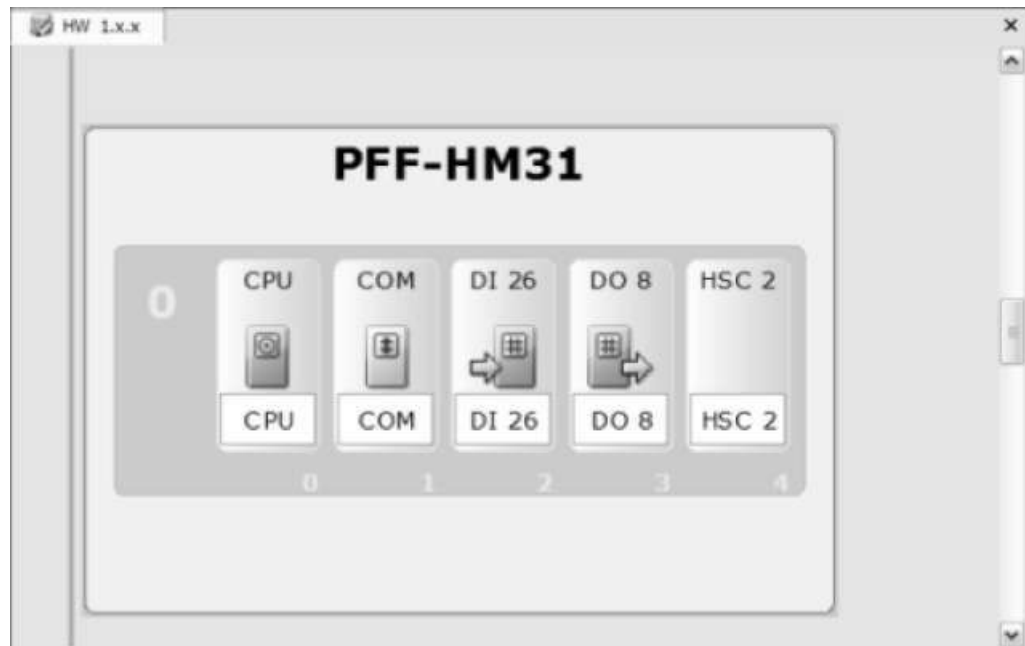 HW 1.x.x
PFF-HM31
0
CPU COM DI 26 DO 8 HSC 2
CPU COM DI 26 DO 8 HSC 2
0 1 2 3 4